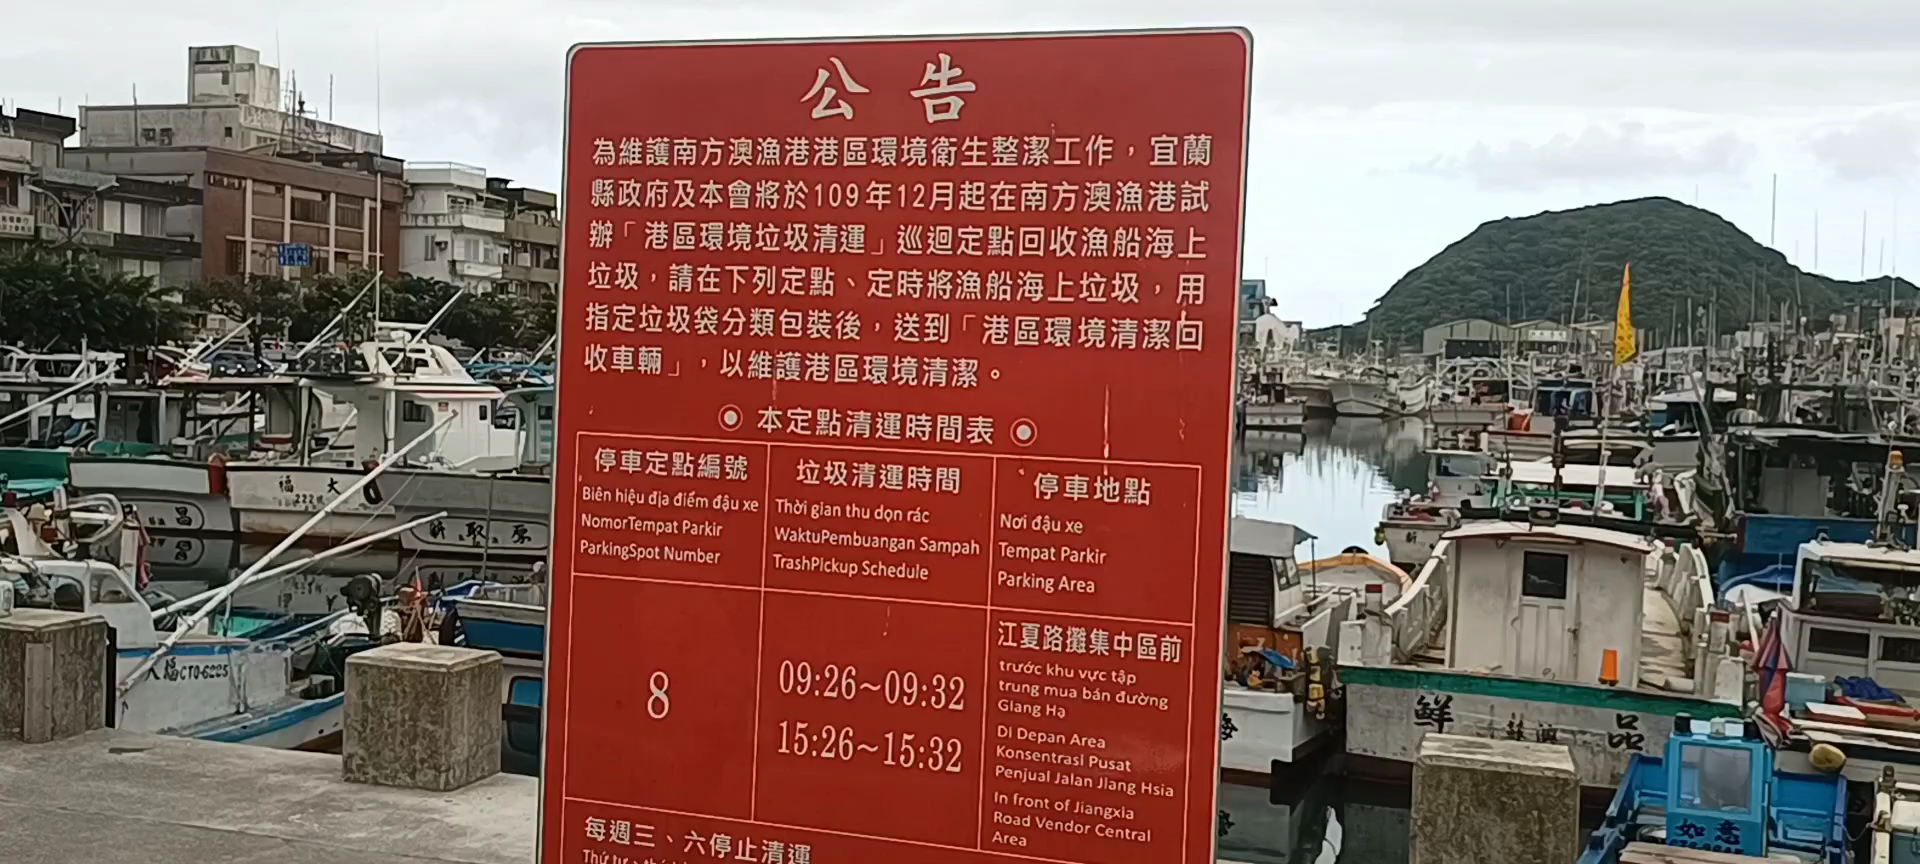 公告
為維護南方澳漁港港區環境衛生整潔工作，宜蘭
縣政府及本會將於109年12月起在南方澳漁港試
辦「港區環境垃圾清運」巡迴定點回收漁船海上
垃圾，請在下列定點、定時將漁船海上垃圾，用
指定垃圾袋分類包裝後，送到「港區環境清潔回
收車輛」，以維護港區環境清潔。
本定點清運時間表
停車定點編號
Biên hiệu địa điểm đậu xe
NomorTempat Parkir
ParkingSpot Number
垃圾清運時間
Thời gian thu dọn rác
WaktuPembuangan Sampah
TrashPIckup Schedule
停車地點
Nơi đậu xe
Tempat Parkir
Parking Area
8
09:26~09:32
15:26~15:32
江夏路攤集中區前
trước khu vực tập
trung mua bán đường
Giang Hạ
Di Depan Area
Konsentrasi Pusat
Penjual Jalan Jiang Hsia
In front of Jiangxia
Road Vendor Central
Area
每週三、六停止清運
福大
222號
昌
CT0-6225
鮮
品
如意